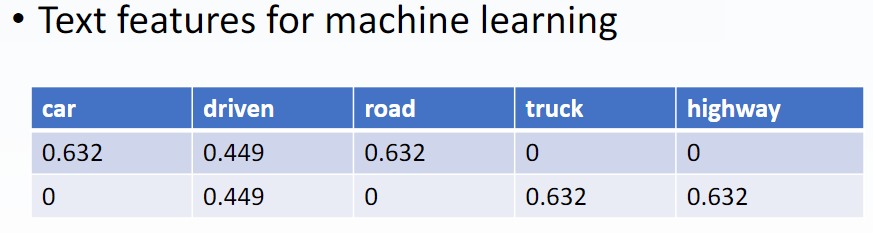 • Text features for machine learning
car driven road truck highway
0.632 0.449 0.632 0 0
0 0.449 0 0.632 0.632